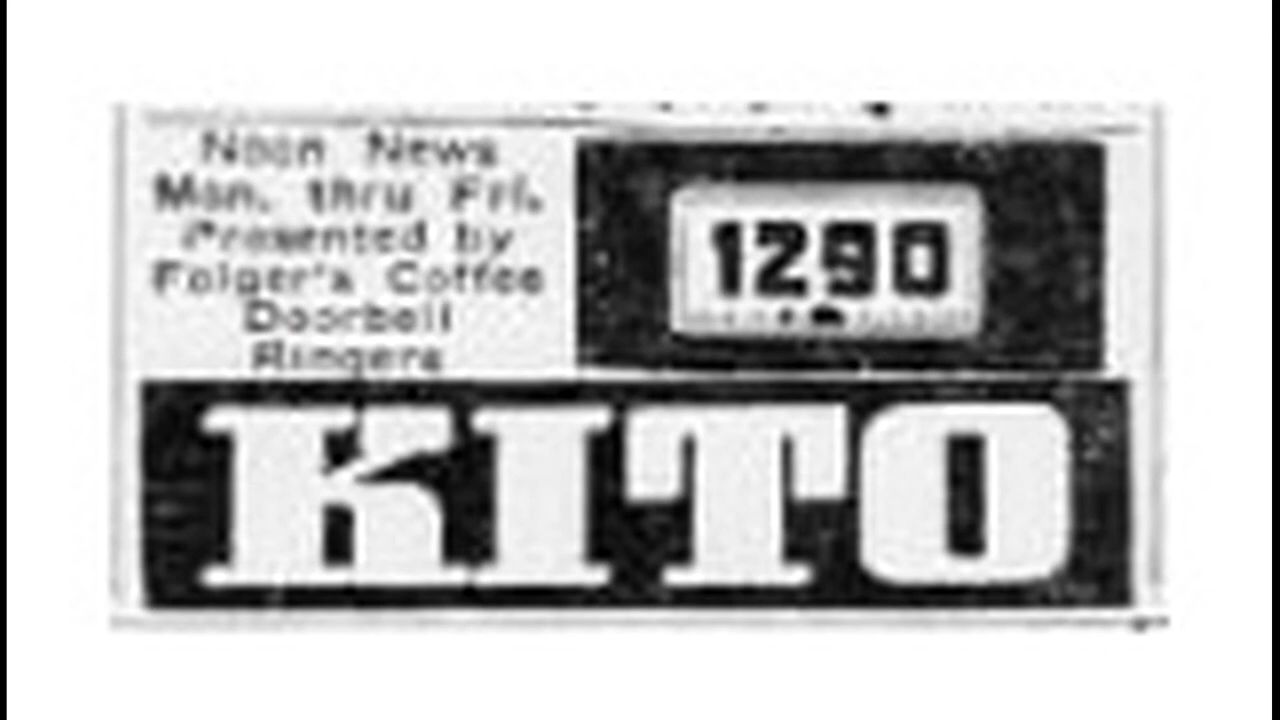 Noon News
Mon. thru Fri.
Presented by
Folger's Coffee
Doorbell
Ringers
1290
KITO